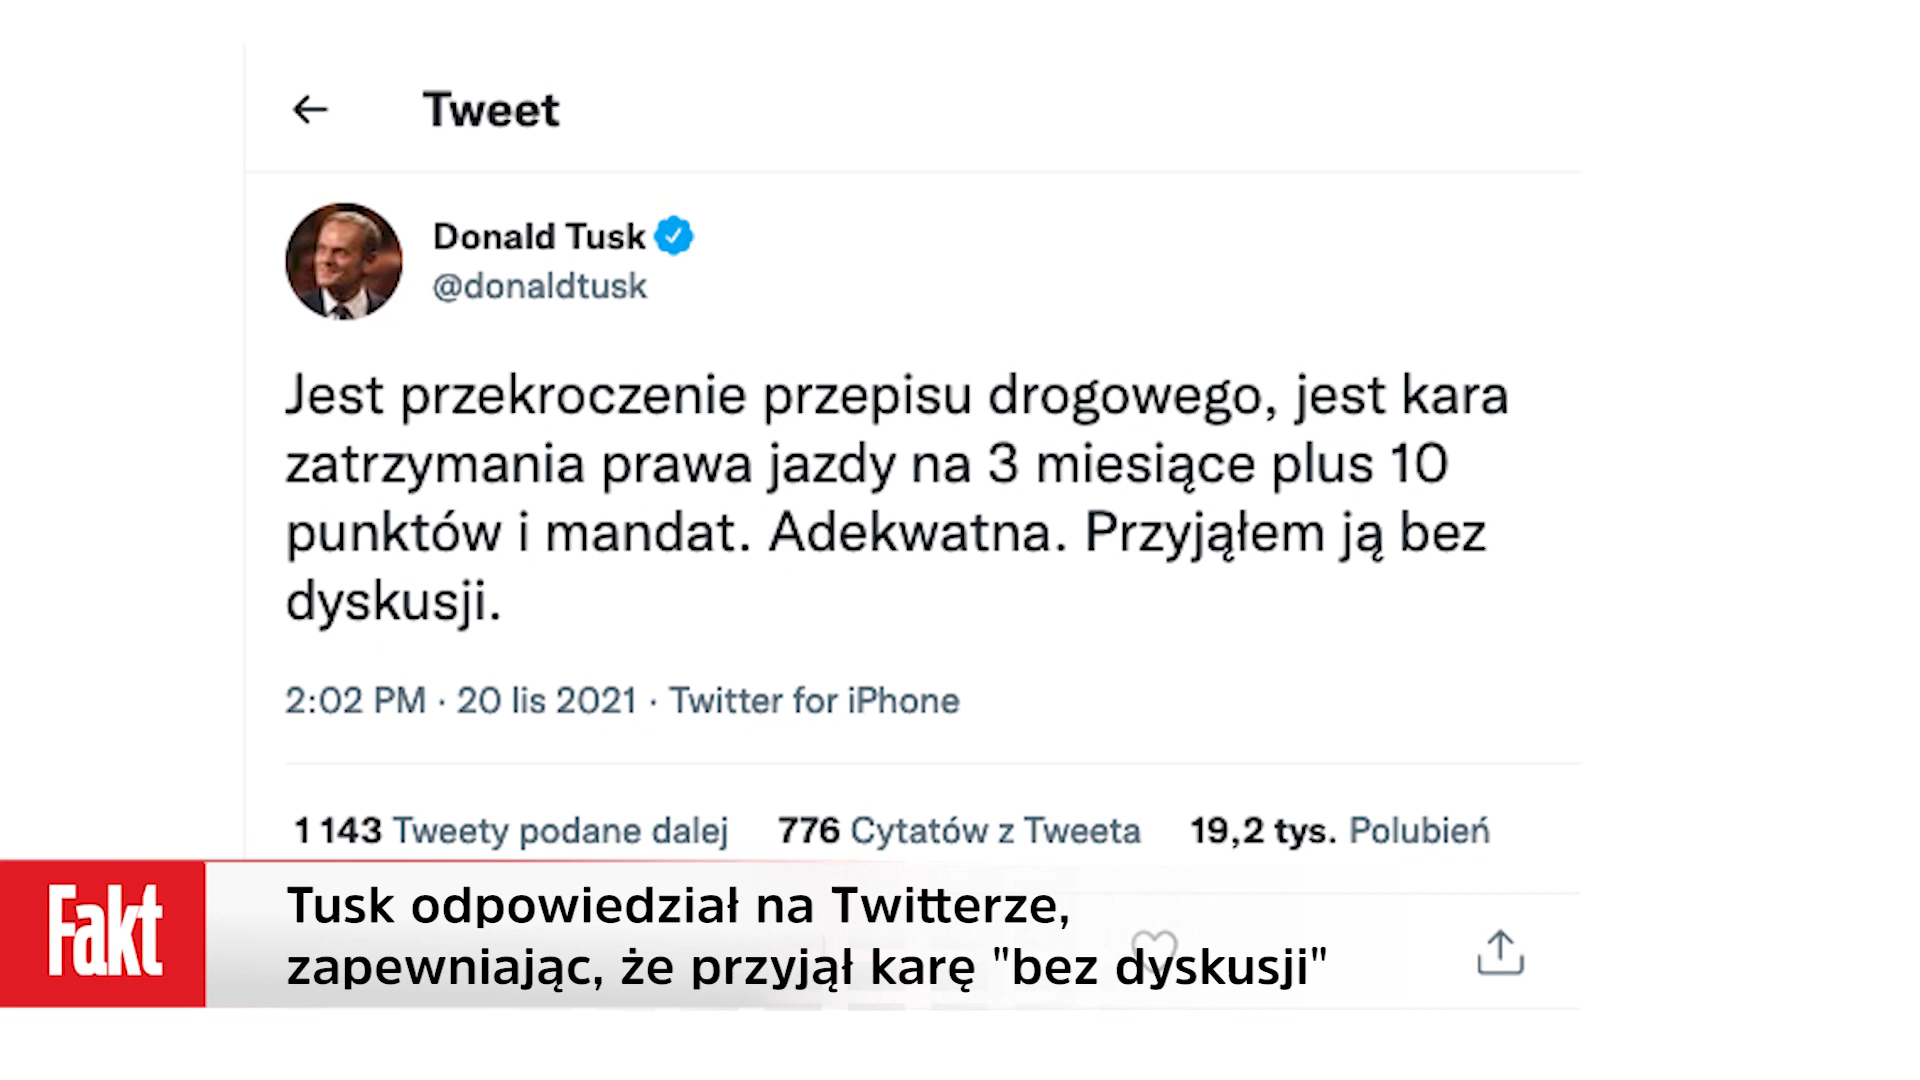 Tweet
Donald Tusk
@donaldtusk
Jest przekroczenie przepisu drogowego, jest kara
zatrzymania prawa jazdy na 3 miesiące plus 10
punktów i mandat. Adekwatna. Przyjąłem ją bez
dyskusji.
2:02 PM · 20 lis 2021 · Twitter for iPhone
1 143 Tweety podane dalej 776 Cytatów z Tweeta 19,2 tys. Polubień
Fakt
Tusk odpowiedział na Twitterze,
zapewniając, że przyjął karę "bez dyskusji"